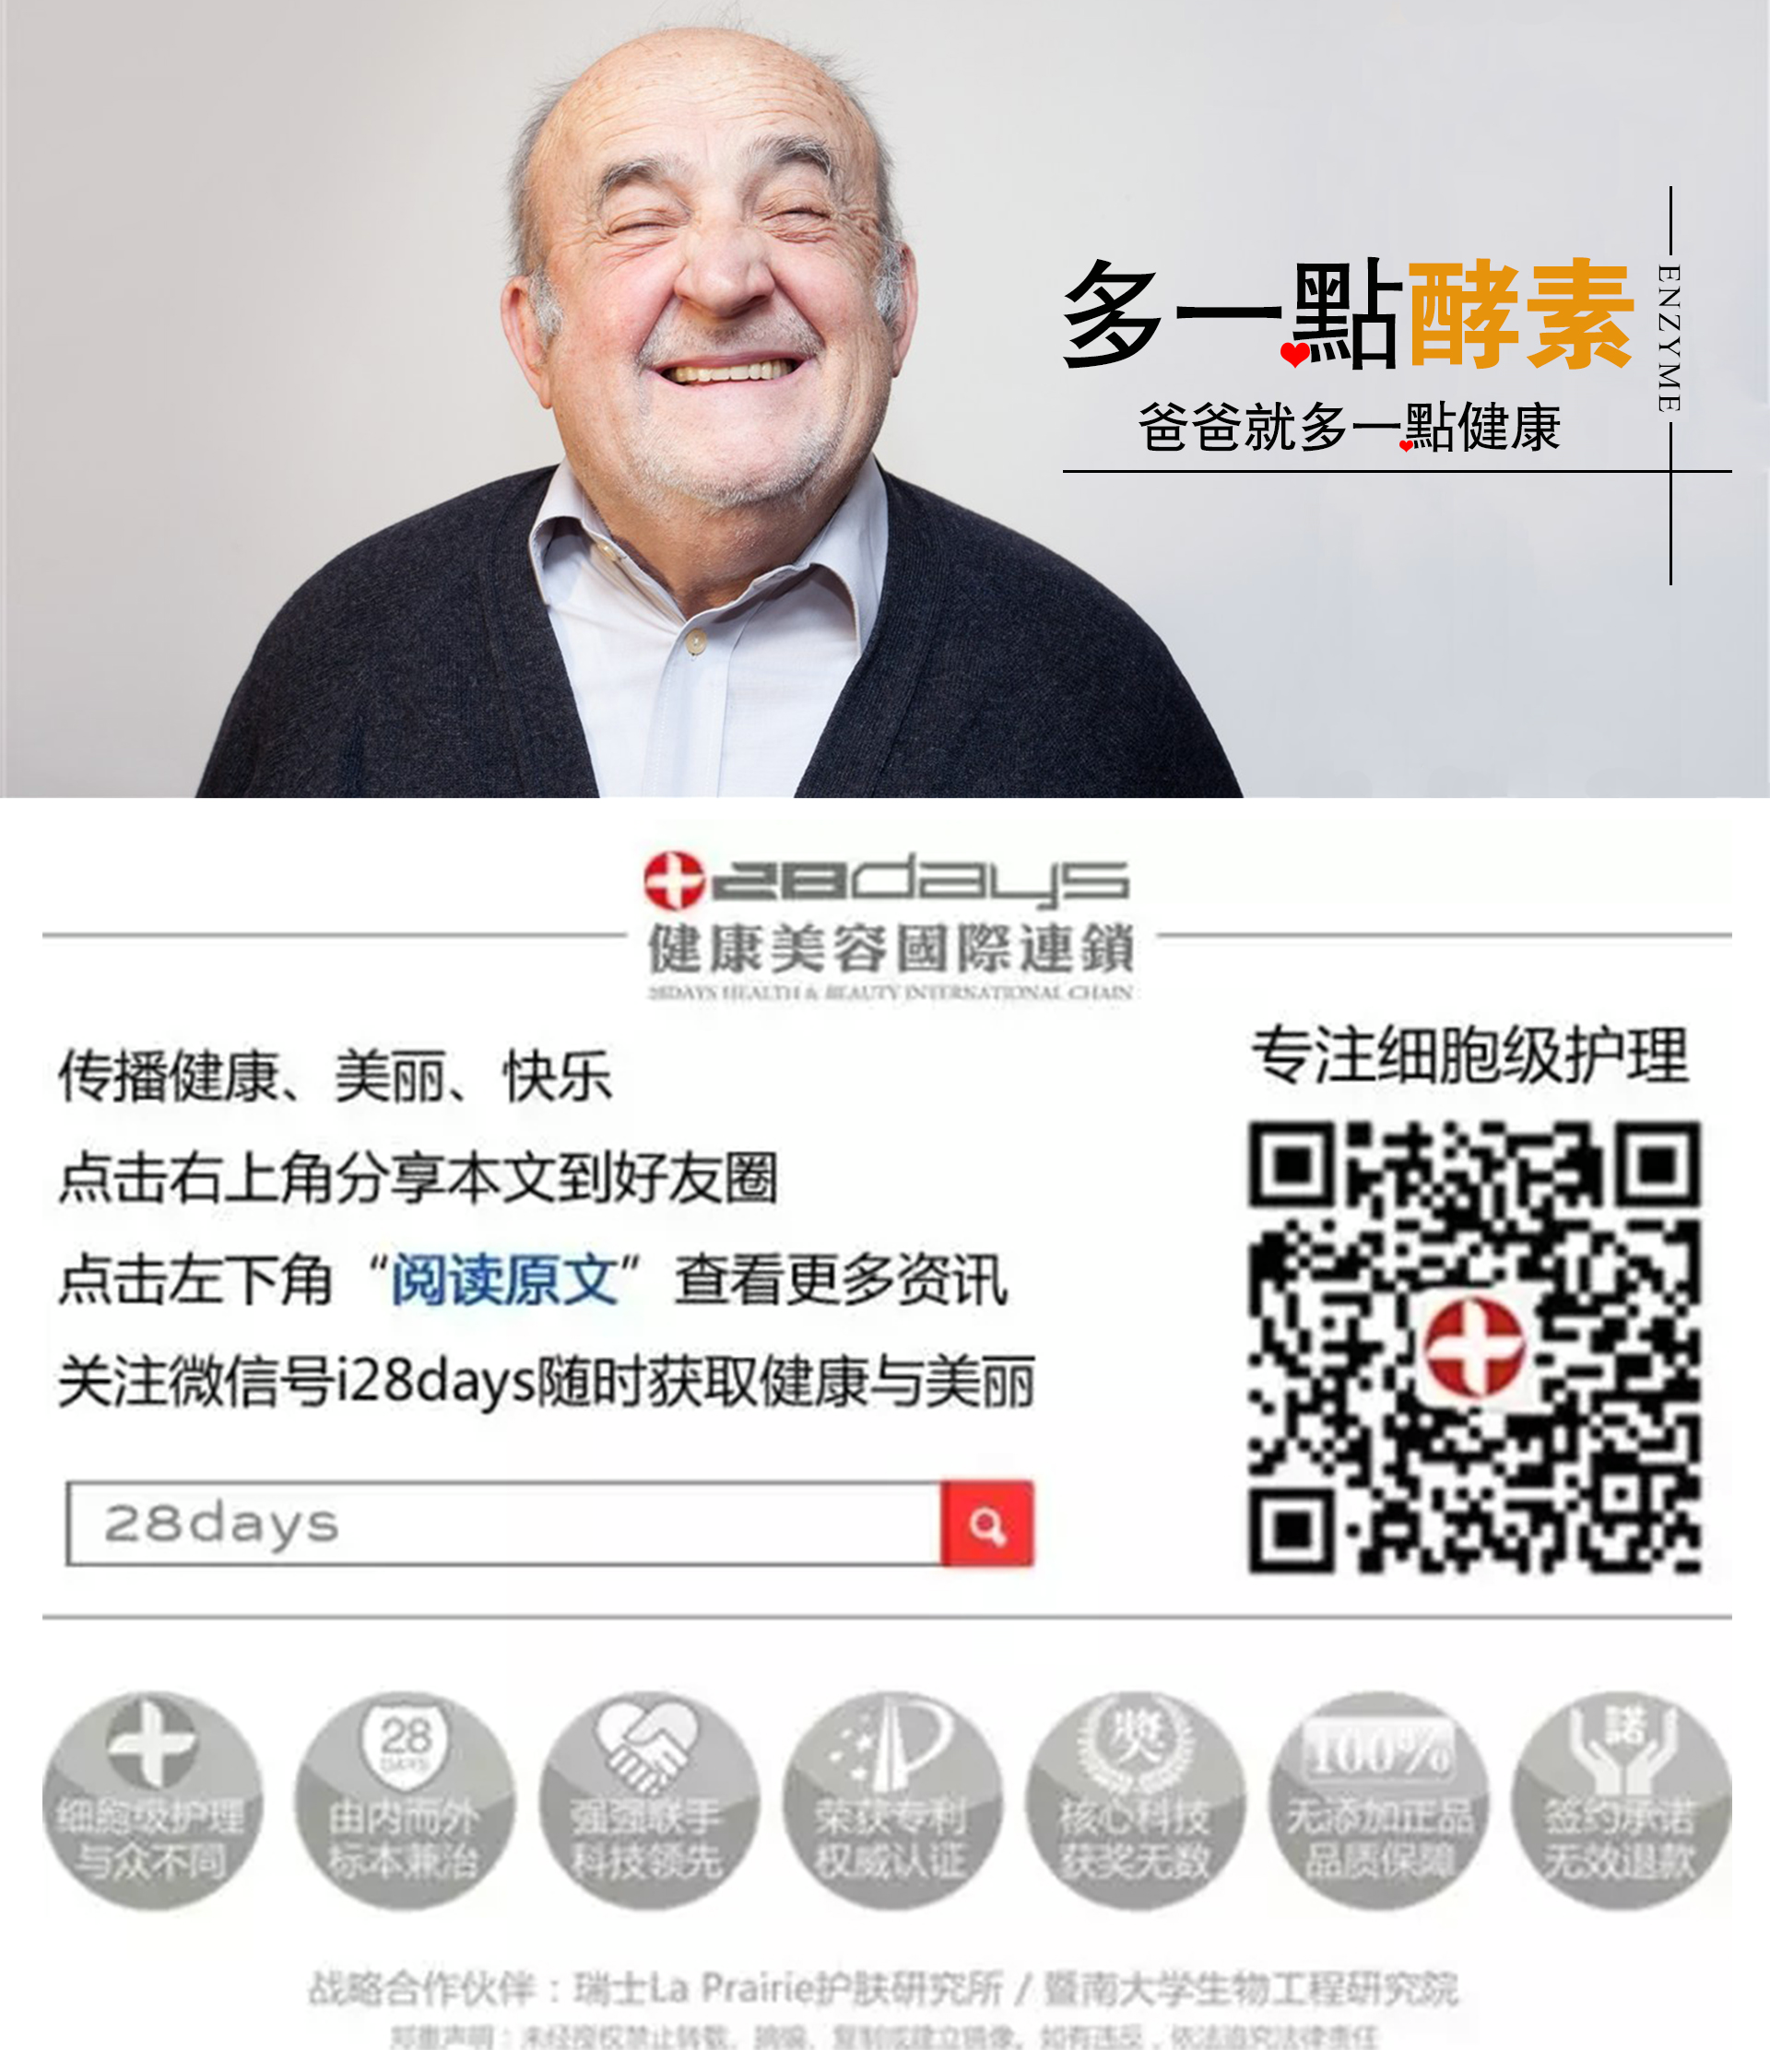 多一點酵素
ENZYME
爸爸就多一點健康
28days
健康美容國際連鎖
28DAYS HEALTH & BEAUTY INTERNATIONAL CHAIN
传播健康、美丽、快乐
点击右上角分享本文到好友圈
点击左下角“阅读原文”查看更多资讯
关注微信号i28days随时获取健康与美丽
28days
专注细胞级护理
细胞级护理
与众不同
28
DAYS
由内而外
标本兼治
强强联手
科技领先
荣获专利
权威认证
奬
核心科技
获奖无数
100%
无添加正品
品质保障
諾
签约承诺
无效退款
战略合作伙伴：瑞士La Prairie护肤研究所 / 暨南大学生物工程研究院
郑重声明：未经授权禁止转载、摘编、复制或建立镜像。如有违反，依法追究法律责任